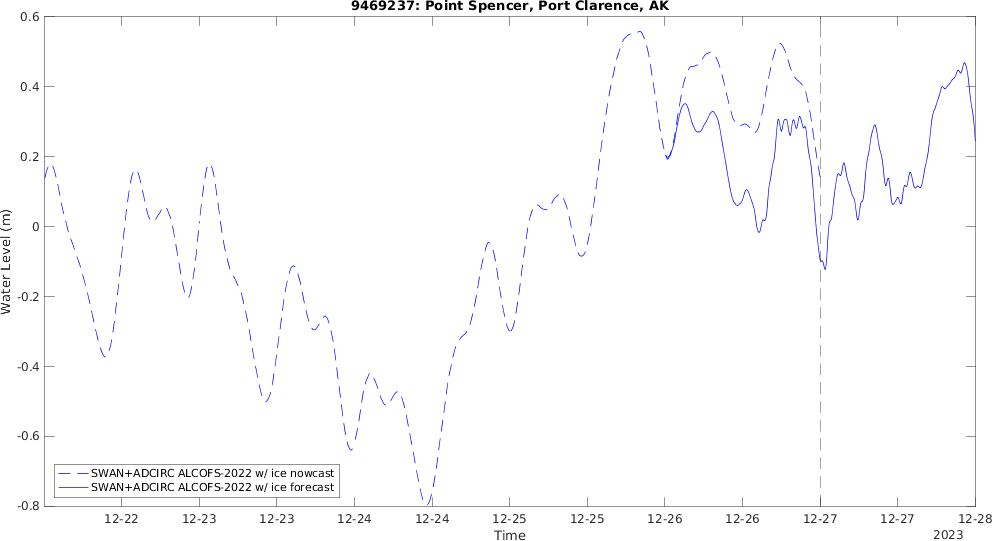 9469237: Point Spencer, Port Clarence, AK
0.6
0.4
0.2
0
-0.2
-0.4
-0.6
-0.8
Water Level (m)
SWAN+ADCIRC ALCOFS-2022 w/ ice nowcast
SWAN+ADCIRC ALCOFS-2022 w/ ice forecast
12-22 12-23 12-23 12-24 12-24 12-25 12-25 12-26 12-26 12-27 12-27 12-28
Time
2023